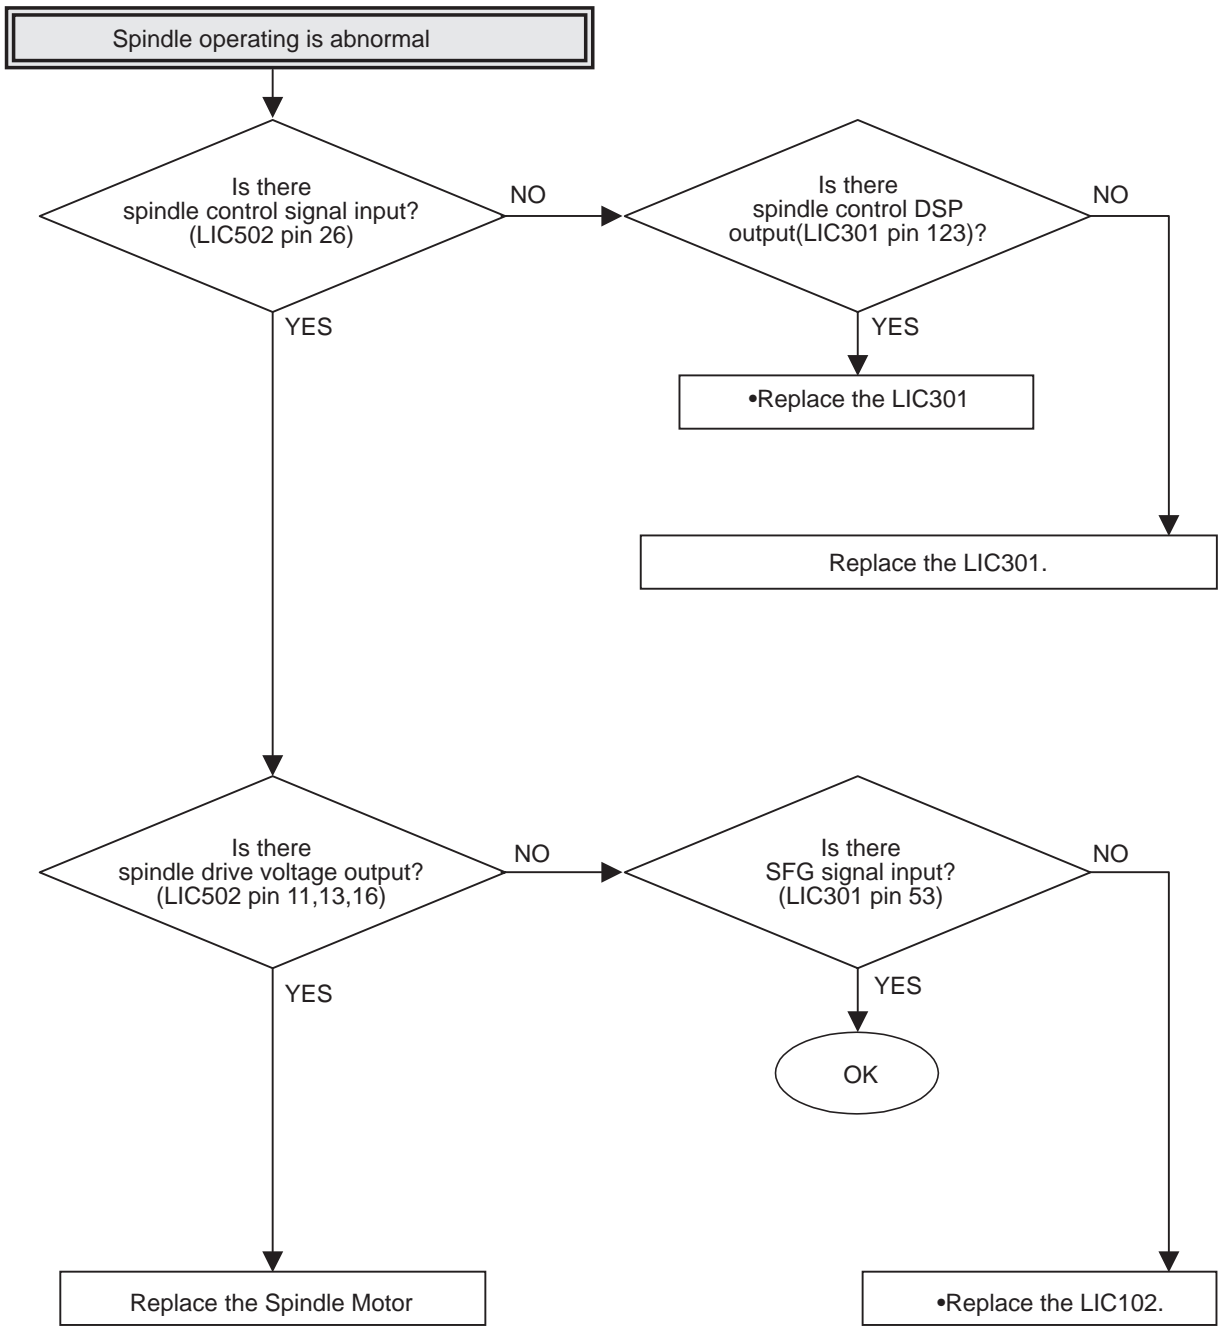 Spindle operating is abnormal
Is there
spindle control signal input?
(LIC502 pin 26)
NO
YES
Is there
spindle control DSP
output(LIC301 pin 123)?
NO
YES
•Replace the LIC301
Replace the LIC301.
Is there
spindle drive voltage output?
(LIC502 pin 11,13,16)
NO
YES
Is there
SFG signal input?
(LIC301 pin 53)
NO
YES
OK
Replace the Spindle Motor
•Replace the LIC102.